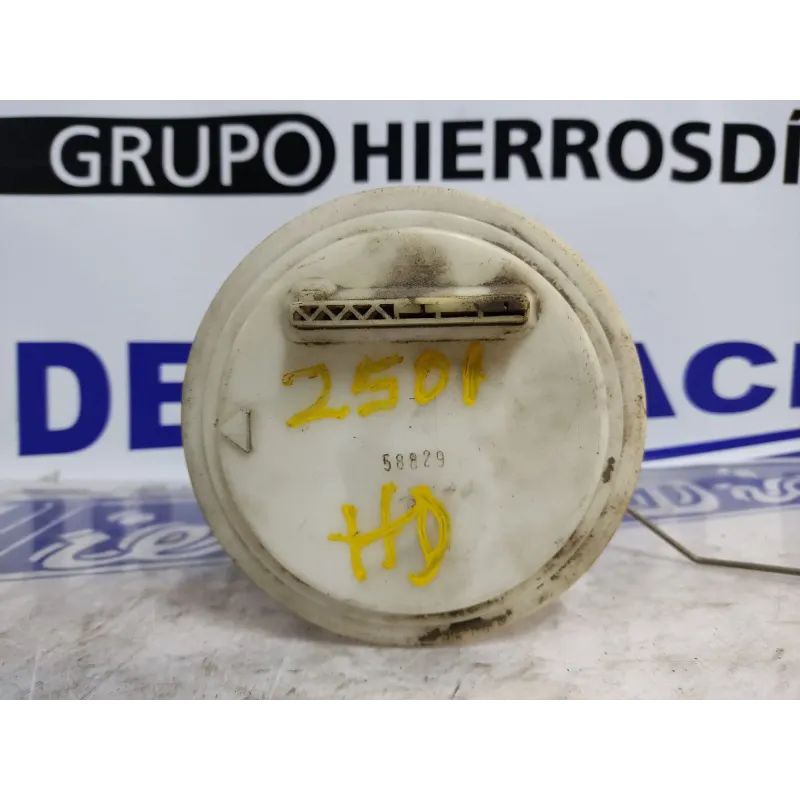 GRUPO HIERROSDÍ
DE
AC
2501
58829
HD